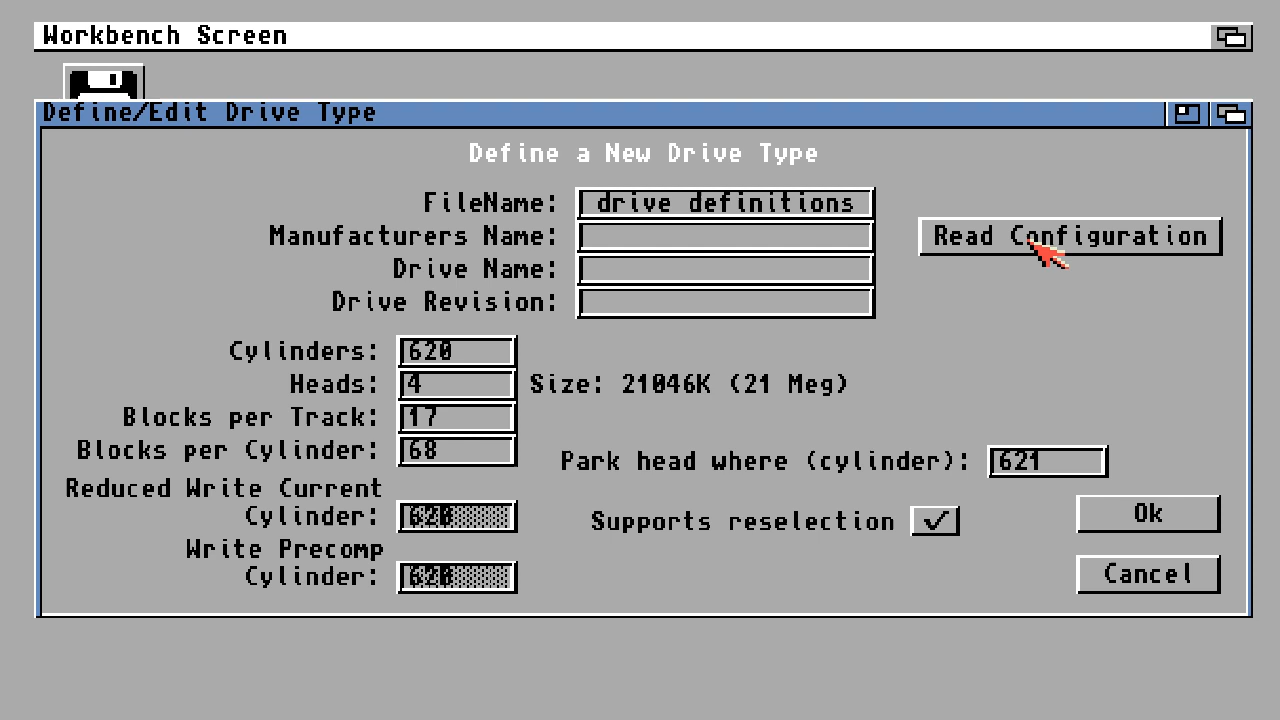 Workbench Screen
Define/Edit Drive Type
Define a New Drive Type
FileName: drive definitions
Manufacturers Name:
Read Configuration
Drive Name:
Drive Revision:
Cylinders: 620
Heads: 4 Size: 21046K (21 Meg)
Blocks per Track: 17
Blocks per Cylinder: 68
Park head where (cylinder): 621
Reduced Write Current
Cylinder: 620
Supports reselection
Ok
Write Precomp
Cylinder: 620
Cancel